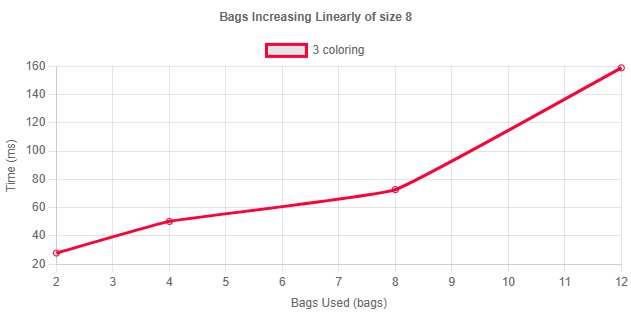 Bags Increasing Linearly of size 8
3 coloring
160
140
120
100
80
60
40
20
Time (ms)
2 3 4 5 6 7 8 9 10 11 12
Bags Used (bags)